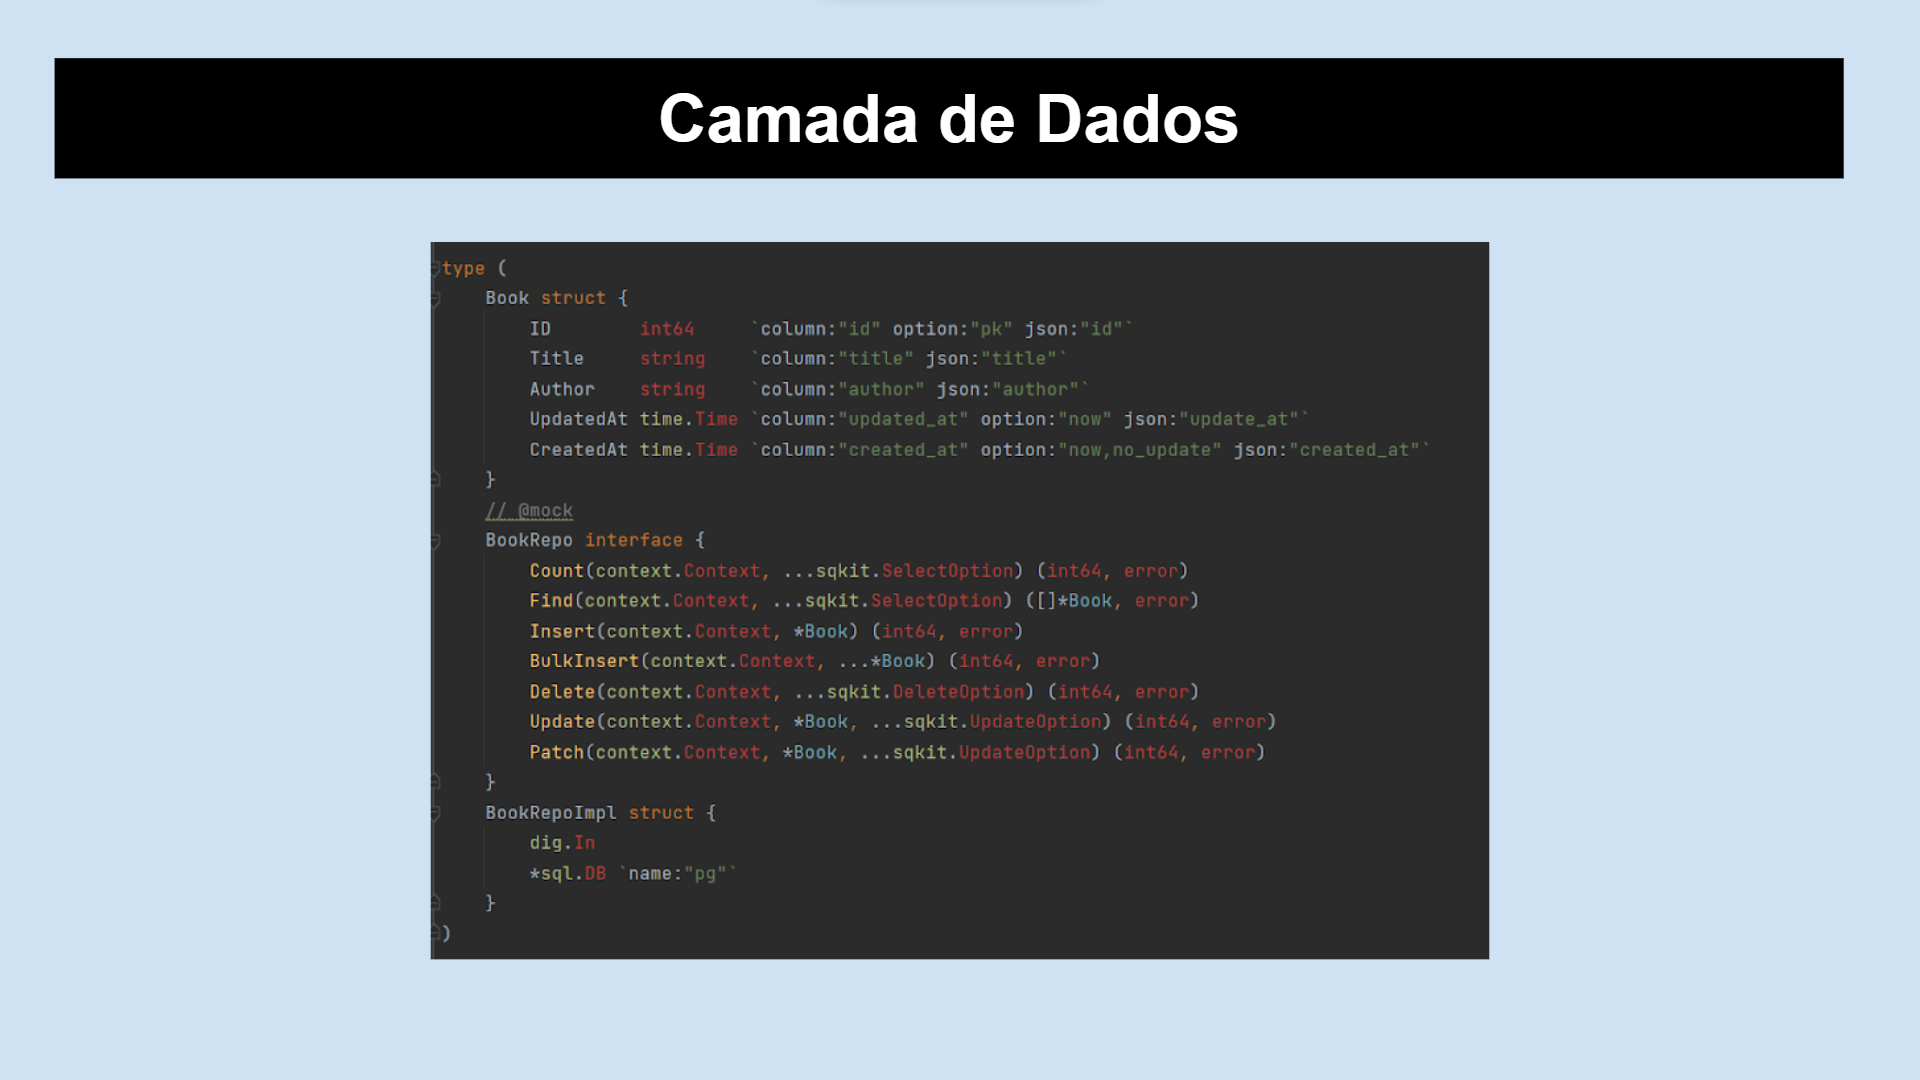 Camada de Dados
type (
    Book struct {
        ID        int64     `column:"id" option:"pk" json:"id"`
        Title     string    `column:"title" json:"title"`
        Author    string    `column:"author" json:"author"`
        UpdatedAt time.Time `column:"updated_at" option:"now" json:"update_at"`
        CreatedAt time.Time `column:"created_at" option:"now,no_update" json:"created_at"`
    }
    // @mock
    BookRepo interface {
        Count(context.Context, ...sqkit.SelectOption) (int64, error)
        Find(context.Context, ...sqkit.SelectOption) ([]*Book, error)
        Insert(context.Context, *Book) (int64, error)
        BulkInsert(context.Context, ...*Book) (int64, error)
        Delete(context.Context, ...sqkit.DeleteOption) (int64, error)
        Update(context.Context, *Book, ...sqkit.UpdateOption) (int64, error)
        Patch(context.Context, *Book, ...sqkit.UpdateOption) (int64, error)
    }
    BookRepoImpl struct {
        dig.In
        *sql.DB `name:"pg"`
    }
)